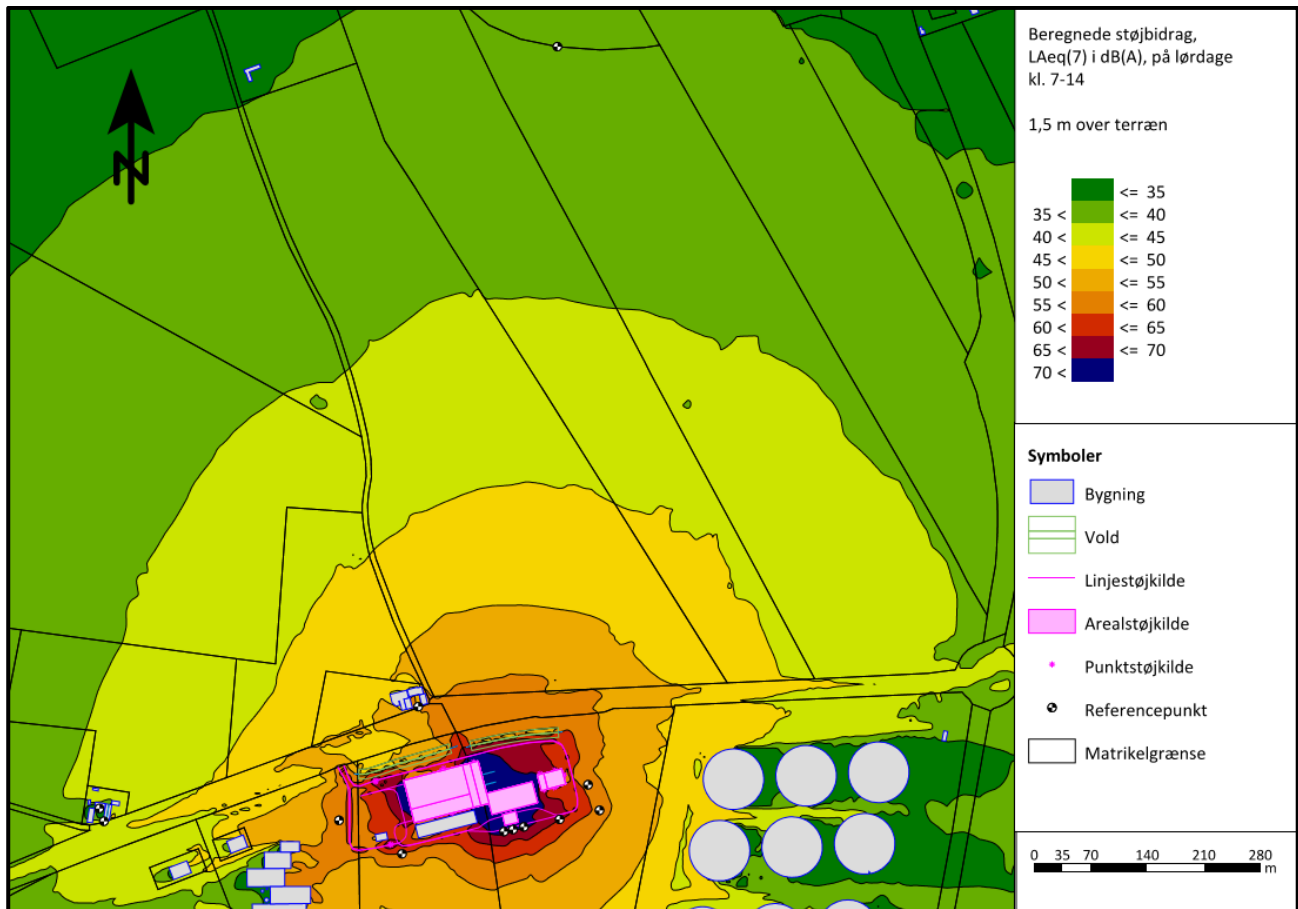 Beregnede støjbidrag,
LAeq(7) i dB(A), på lørdage
kl. 7-14
1,5 m over terræn
<= 35
35 < <= 40
40 < <= 45
45 < <= 50
50 < <= 55
55 < <= 60
60 < <= 65
65 < <= 70
70 <
N
Symboler
Bygning
Vold
Linjestøjkilde
Arealstøjkilde
Punktstøjkilde
Referencepunkt
Matrikelgrænse
0 35 70 140 210 280
m